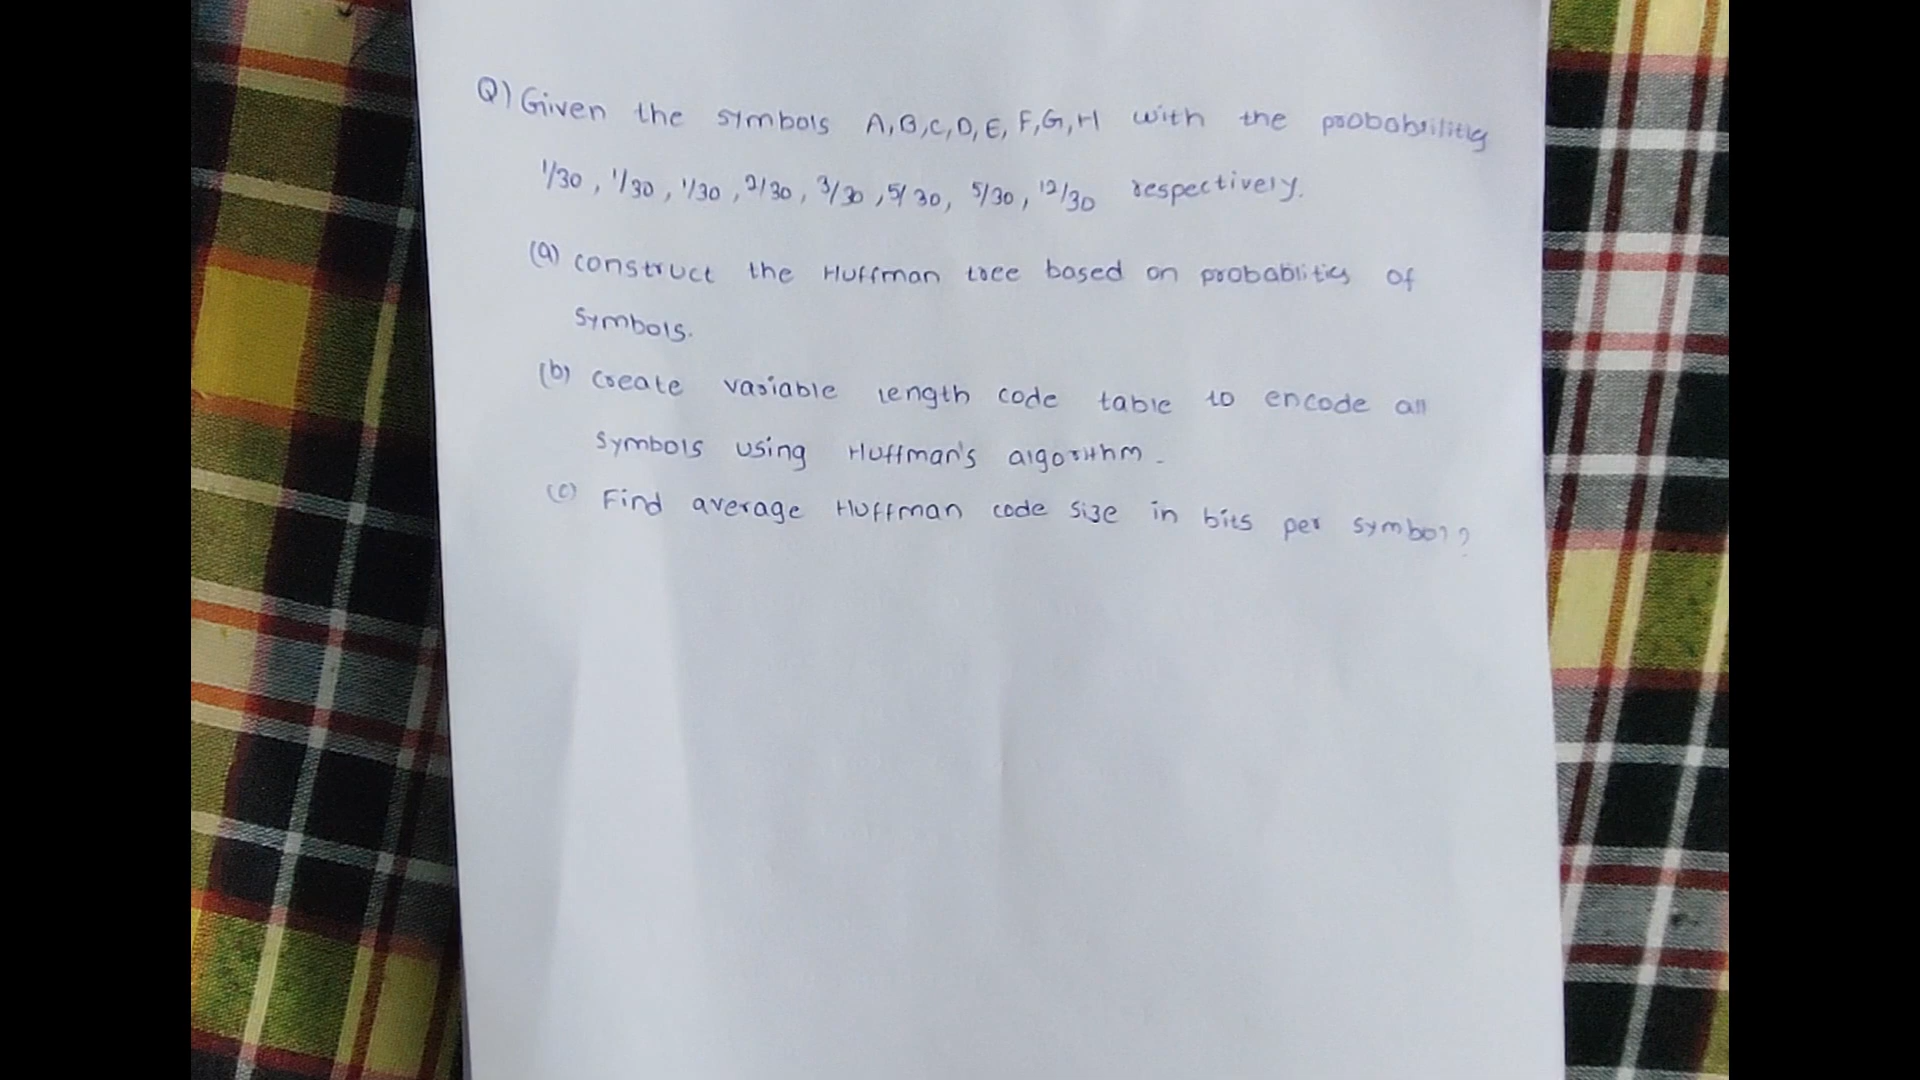 Q) Given the symbols A,B,C,D,E,F,G,H with the probabilities
1/30, 1/30, 1/30, 2/30, 3/30, 5/30, 5/30, 12/30 respectively.
(a) construct the Huffman tree based on probablities of
symbols.
(b) create variable length code table to encode all
symbols using Huffman's algorithm.
(c) Find average Huffman code size in bits per symbol?